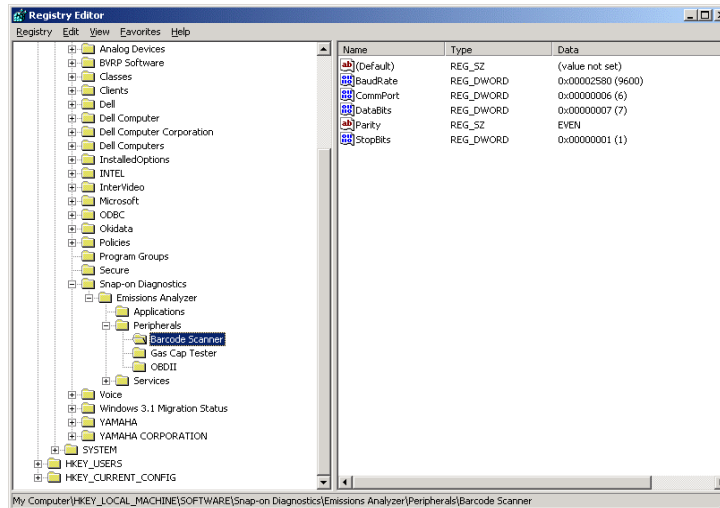 Registry Editor
Registry Edit View Favorites Help
Analog Devices
BVRP Software
Classes
Clients
Dell
Dell Computer
Dell Computer Corporation
Dell Computers
InstalledOptions
INTEL
InterVideo
Microsoft
ODBC
Okidata
Policies
Program Groups
Secure
Snap-on Diagnostics
Emissions Analyzer
Applications
Peripherals
Barcode Scanner
Gas Cap Tester
OBDII
Services
Voice
Windows 3.1 Migration Status
YAMAHA
YAMAHA CORPORATION
SYSTEM
HKEY_USERS
HKEY_CURRENT_CONFIG
Name Type Data
(Default) REG_SZ (value not set)
BaudRate REG_DWORD 0x00002580 (9600)
CommPort REG_DWORD 0x00000006 (6)
DataBits REG_DWORD 0x00000007 (7)
Parity REG_SZ EVEN
StopBits REG_DWORD 0x00000001 (1)
My Computer\HKEY_LOCAL_MACHINE\SOFTWARE\Snap-on Diagnostics\Emissions Analyzer\Peripherals\Barcode Scanner